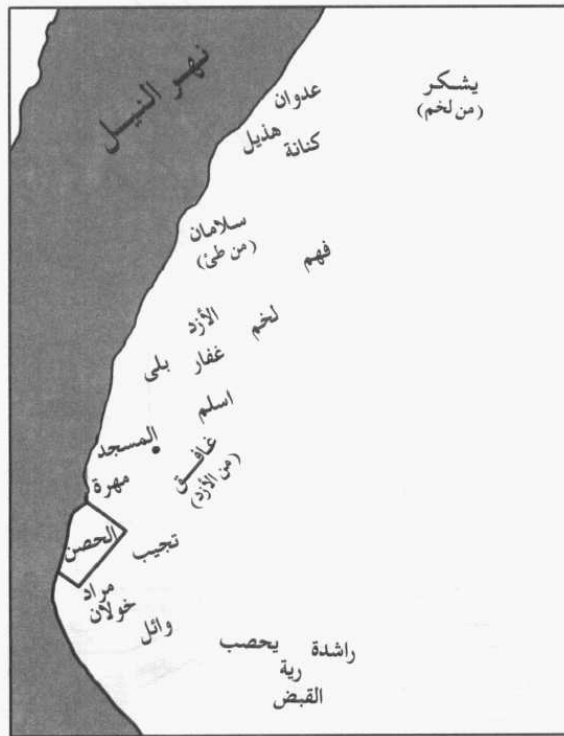 نهر النيل
عدوان
يشكر
(من لخم)
هذيل
كنانة
سلامان
(من طئ)
فهم
الأزد
لخم
غفار
بلى
اسلم
المسجد
غافق
(من الأزد)
مهرة
الحصن
تجيب
مراد
خولان
وائل
راشدة
يحصب
رية
القبض